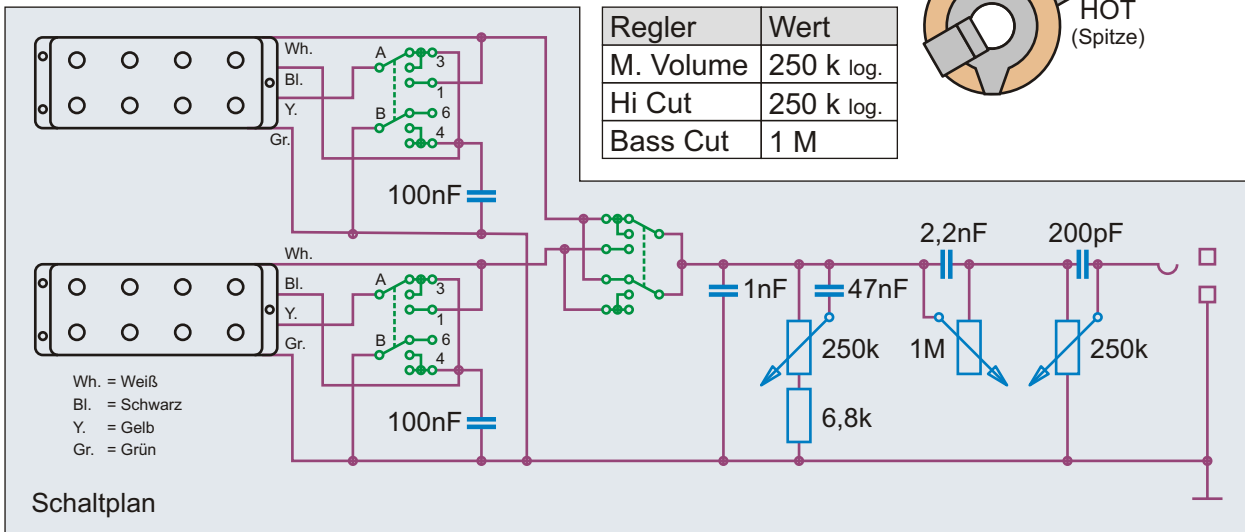 Regler Wert
M. Volume 250 k log.
Hi Cut 250 k log.
Bass Cut 1 M
HOT
(Spitze)
Wh.
Bl.
Y.
Gr.
A
3
1
B
6
4
100nF
Wh.
Bl.
Y.
Gr.
A
3
1
B
6
4
100nF
2,2nF
200pF
1nF
47nF
250k
1M
250k
6,8k
Wh. = Weiß
Bl. = Schwarz
Y. = Gelb
Gr. = Grün
Schaltplan